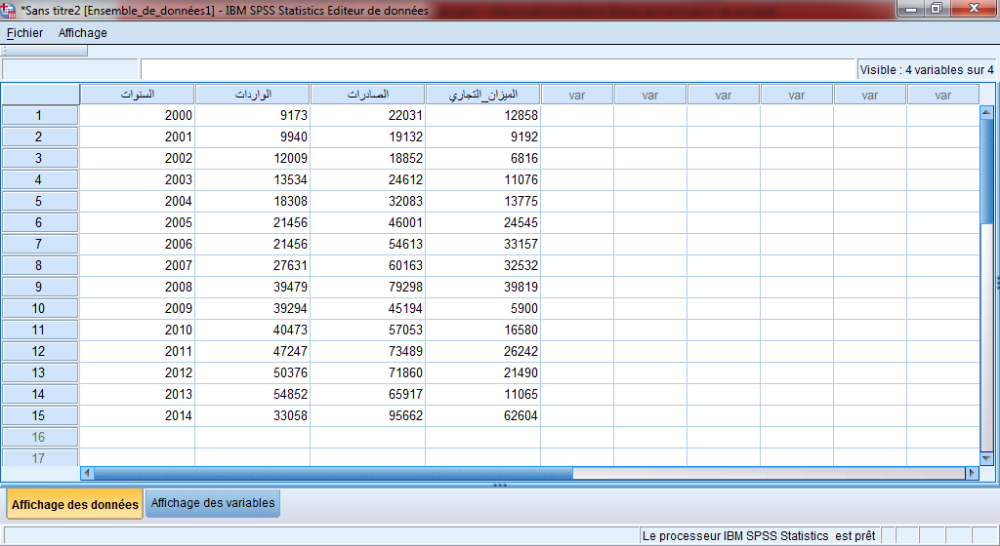 *Sans titre2 [Ensemble_de_données1] - IBM SPSS Statistics Editeur de données
Fichier Affichage
Visible : 4 variables sur 4
السنوات الواردات الصادرات الميزان_التجاري var var var var var var
1 2000 9173 22031 12858
2 2001 9940 19132 9192
3 2002 12009 18852 6816
4 2003 13534 24612 11076
5 2004 18308 32083 13775
6 2005 21456 46001 24545
7 2006 21456 54613 33157
8 2007 27631 60163 32532
9 2008 39479 79298 39819
10 2009 39294 45194 5900
11 2010 40473 57053 16580
12 2011 47247 73489 26242
13 2012 50376 71860 21490
14 2013 54852 65917 11065
15 2014 33058 95662 62604
16
17
Affichage des données Affichage des variables
Le processeur IBM SPSS Statistics est prêt